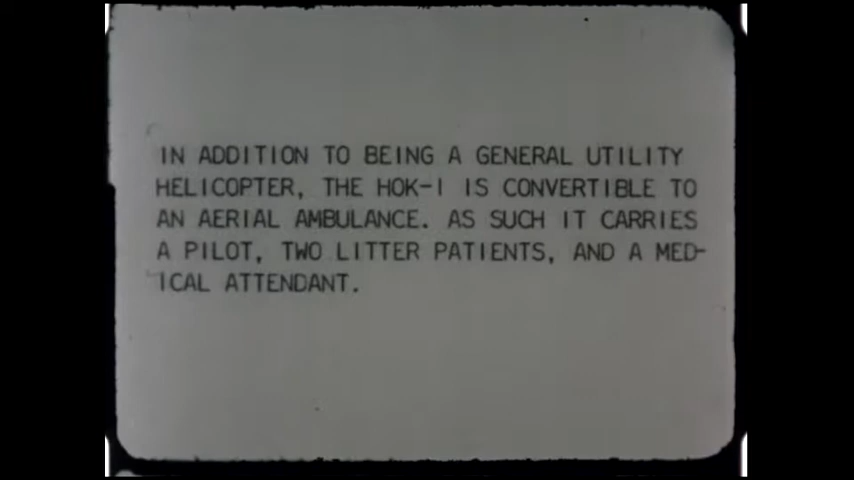 IN ADDITION TO BEING A GENERAL UTILITY
HELICOPTER, THE HOK-1 IS CONVERTIBLE TO
AN AERIAL AMBULANCE. AS SUCH IT CARRIES
A PILOT, TWO LITTER PATIENTS, AND A MED-
ICAL ATTENDANT.